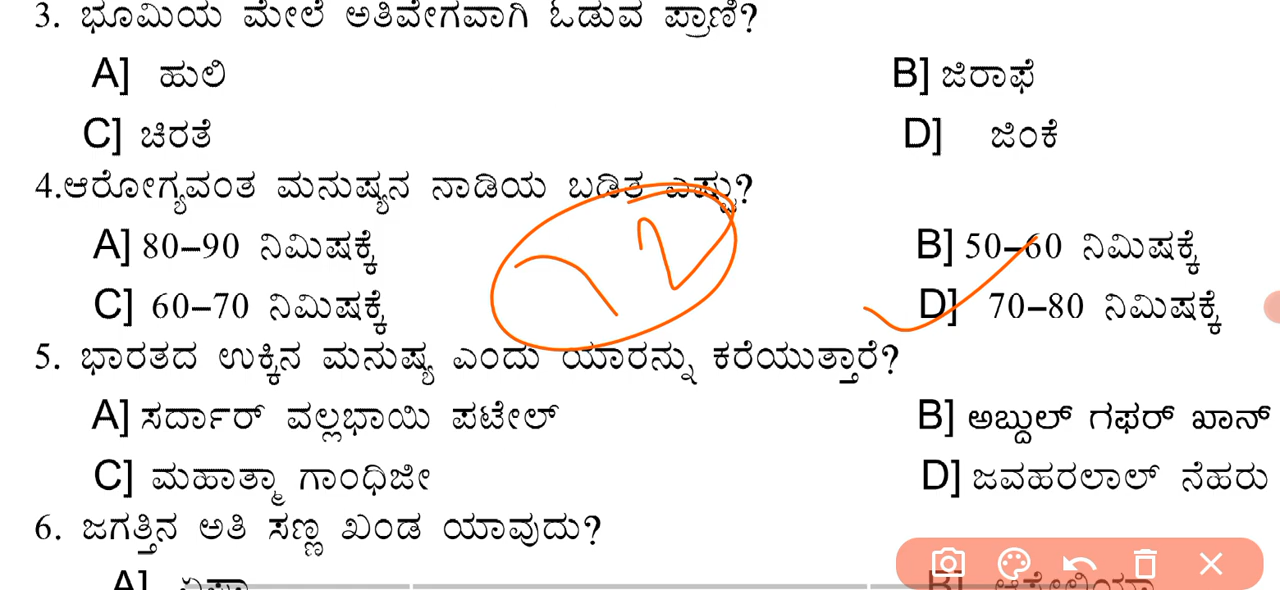 3. ಭೂಮಿಯ ಮೇಲೆ ಅತಿವೇಗವಾಗಿ ಓಡುವ ಪ್ರಾಣಿ?
A] ಹುಲಿ B] ಜಿರಾಫೆ
C] ಚಿರತೆ D] ಜಿಂಕೆ
4.ಆರೋಗ್ಯವಂತ ಮನುಷ್ಯನ ನಾಡಿಯ ಬಡಿತ ಎಷ್ಟು?
72
A] 80–90 ನಿಮಿಷಕ್ಕೆ B] 50–60 ನಿಮಿಷಕ್ಕೆ
C] 60–70 ನಿಮಿಷಕ್ಕೆ D] 70–80 ನಿಮಿಷಕ್ಕೆ
5. ಭಾರತದ ಉಕ್ಕಿನ ಮನುಷ್ಯ ಎಂದು ಯಾರನ್ನು ಕರೆಯುತ್ತಾರೆ?
A] ಸರ್ದಾರ್ ವಲ್ಲಭಾಯಿ ಪಟೇಲ್ B] ಅಬ್ದುಲ್ ಗಫರ್ ಖಾನ್
C] ಮಹಾತ್ಮಾ ಗಾಂಧಿಜೀ D] ಜವಹರಲಾಲ್ ನೆಹರು
6. ಜಗತ್ತಿನ ಅತಿ ಸಣ್ಣ ಖಂಡ ಯಾವುದು?
A] B]